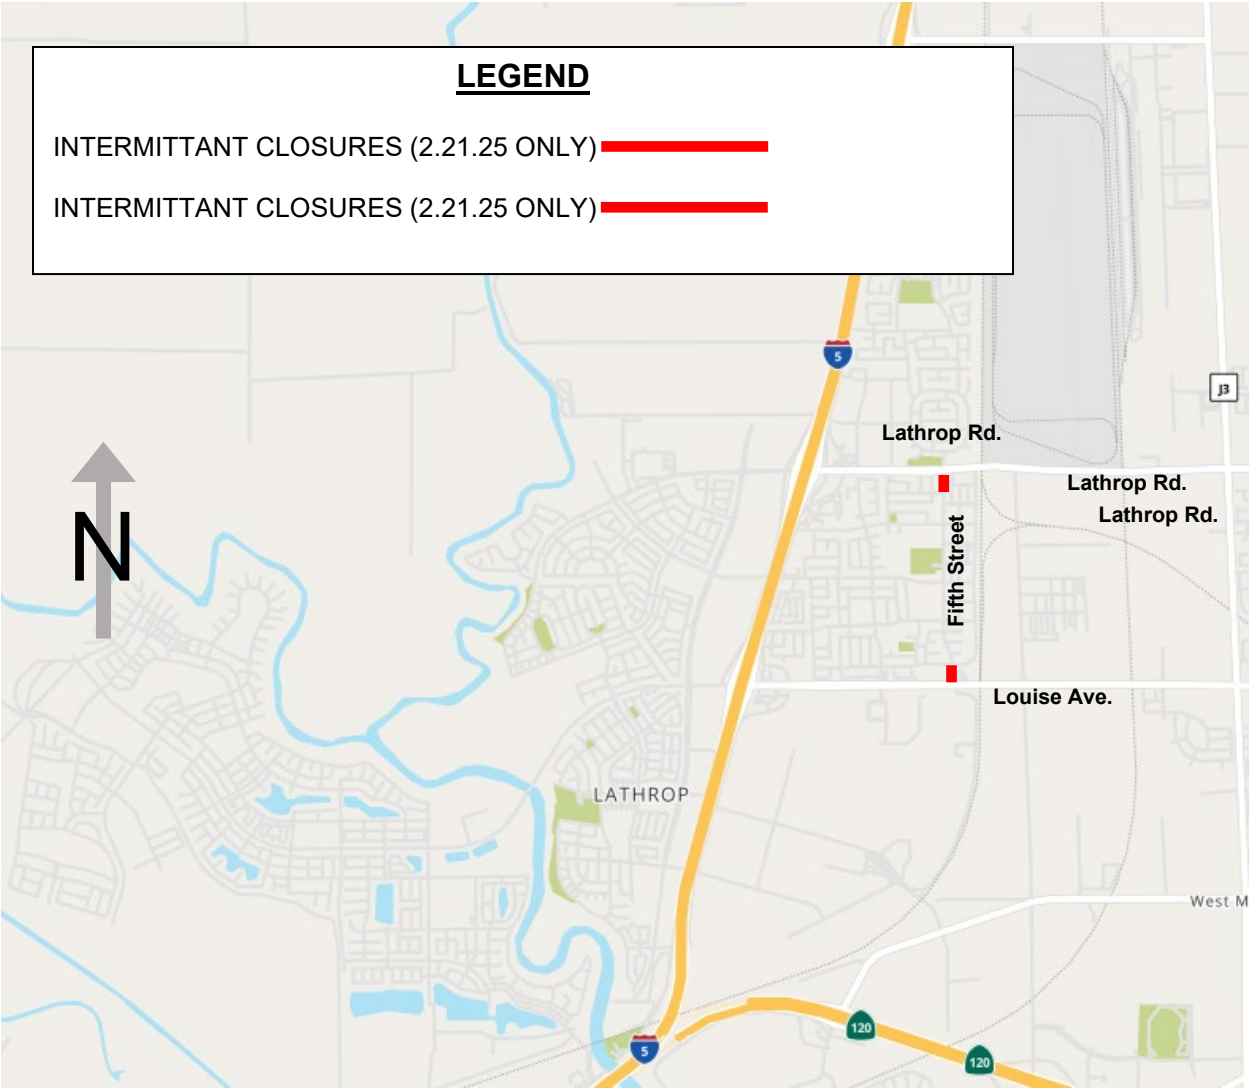 LEGEND
INTERMITTANT CLOSURES (2.21.25 ONLY)
INTERMITTANT CLOSURES (2.21.25 ONLY)
5
J3
Lathrop Rd.
Lathrop Rd.
Lathrop Rd.
N
Fifth Street
Louise Ave.
LATHROP
West M
120
5
120